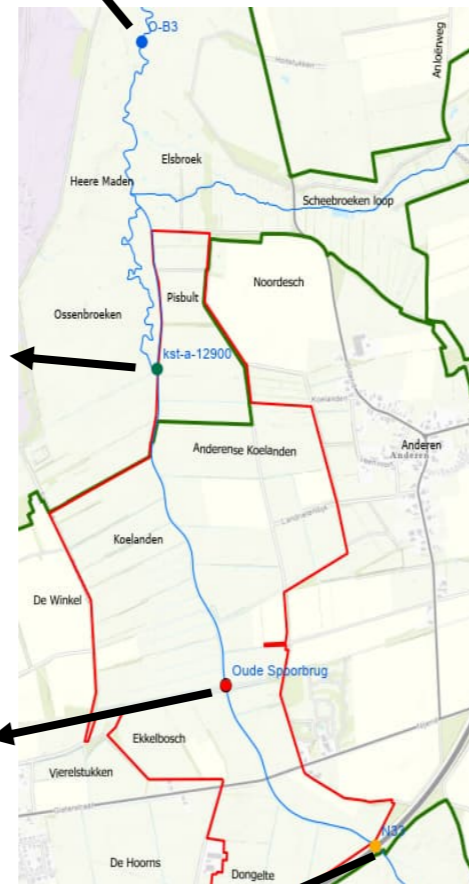 O-B3
Anloërweg
Hofstukken
Elsbroek
Heere Maden
Scheebroeken loop
Noordesch
Pisbult
Ossenbroeken
kst-a-12900
Koelanden
Anderen
Anderen
Anderense Koelanden
Koelanden
De Winkel
Oude Spoorbrug
Ekkelbosch
Vierelstukken
N33
De Hoorns
Dongelte